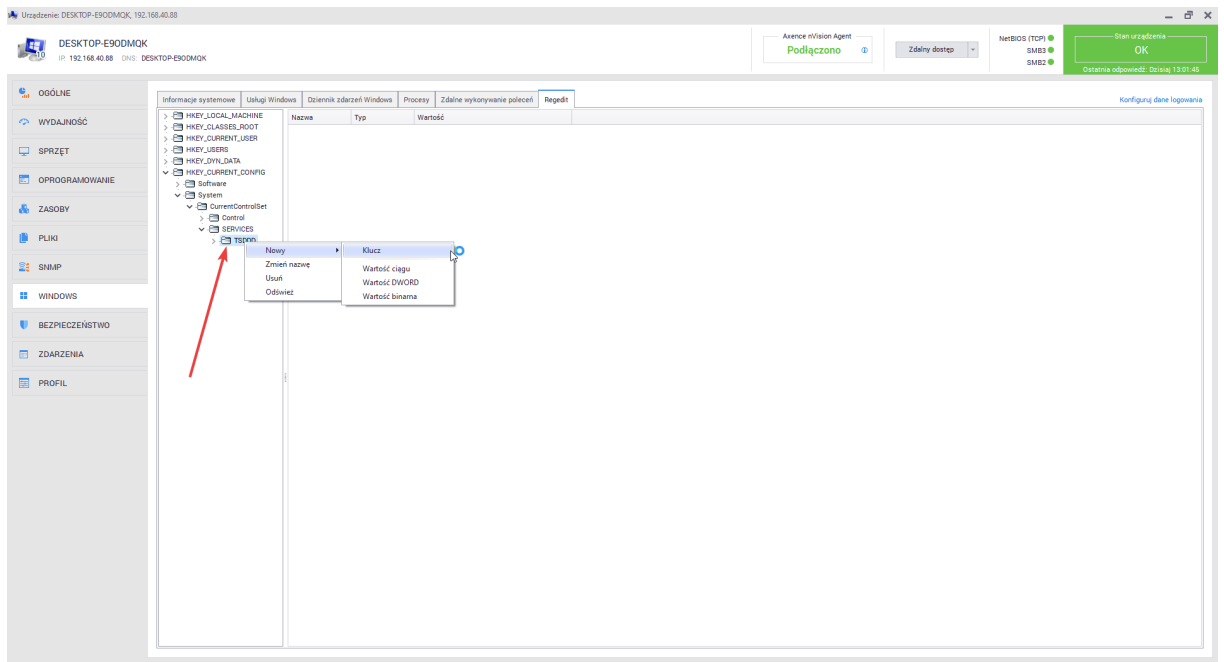 Urządzenie: DESKTOP-E9ODMQK, 192.168.40.88
DESKTOP-E9ODMQK
IP: 192.168.40.88 DNS: DESKTOP-E9ODMQK
10
Axence nVision Agent
Podłączono
Zdalny dostęp
NetBIOS (TCP)
SMB3
SMB2
Stan urządzenia
OK
Ostatnia odpowiedź: Dzisiaj 13:01:45
OGÓLNE
WYDAJNOŚĆ
SPRZĘT
OPROGRAMOWANIE
ZASOBY
PLIKI
SNMP
WINDOWS
BEZPIECZEŃSTWO
ZDARZENIA
PROFIL
Informacje systemowe Usługi Windows Dziennik zdarzeń Windows Procesy Zdalne wykonywanie poleceń Regedit
Konfiguruj dane logowania
HKEY_LOCAL_MACHINE
HKEY_CLASSES_ROOT
HKEY_CURRENT_USER
HKEY_USERS
HKEY_DYN_DATA
HKEY_CURRENT_CONFIG
Software
System
CurrentControlSet
Control
SERVICES
TSDDD
Nazwa Typ Wartość
Nowy
Zmień nazwę
Usuń
Odśwież
Klucz
Wartość ciągu
Wartość DWORD
Wartość binarna